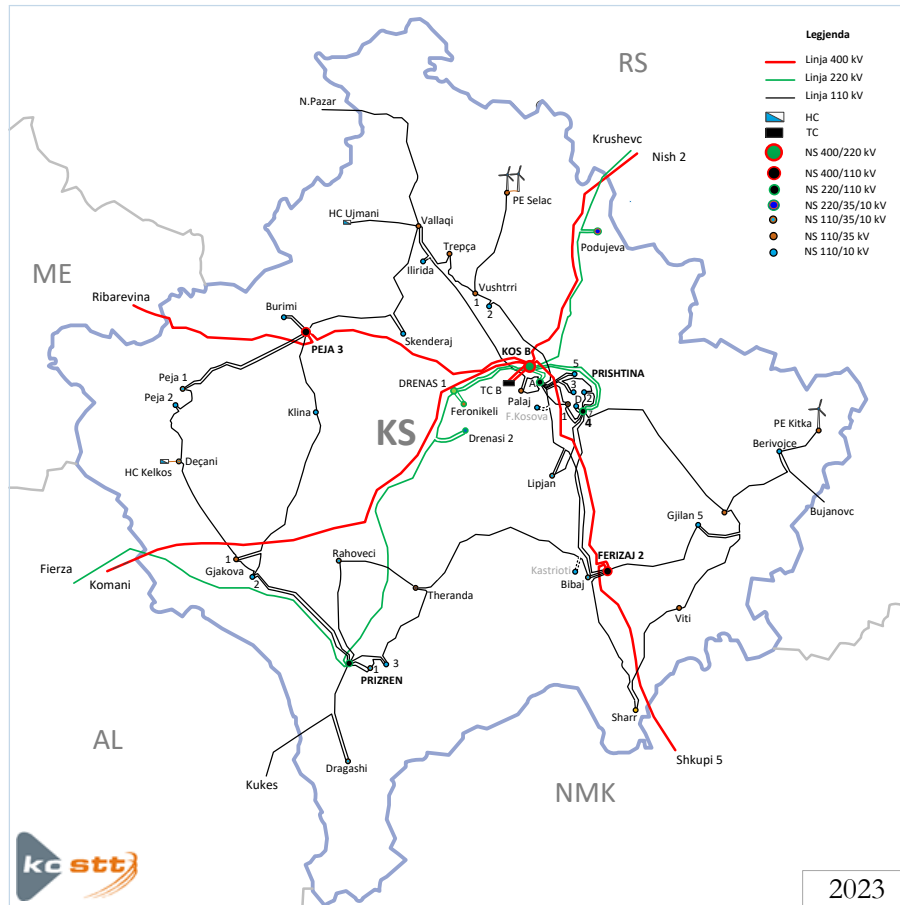 Legjenda
Linja 400 kV
Linja 220 kV
Linja 110 kV
HC
TC
NS 400/220 kV
NS 400/110 kV
NS 220/110 kV
NS 220/35/10 kV
NS 110/35/10 kV
NS 110/35 kV
NS 110/10 kV
RS
N.Pazar
Krushevc
Nish 2
PE Selac
HC Ujmani
Vallaqi
Trepça
Ilirida
Podujeva
ME
Vushtrri
1
2
Ribarevina
Burimi
Skenderaj
PEJA 3
KOS B
PRISHTINA
5
DRENAS 1
TC B
A
3
Peja 1
Peja 2
Palaj
D
2
Feronikeli
F.Kosova
1
4
Klina
KS
Drenasi 2
PE Kitka
Berivojce
HC Kelkos
Deçani
Lipjan
Bujanovc
Gjilan 5
1
Gjakova
2
Rahoveci
FERIZAJ 2
Fierza
Komani
Kastrioti
Bibaj
Theranda
Viti
1
3
PRIZREN
Sharr
AL
Dragashi
Kukes
Shkupi 5
NMK
kostt
2023